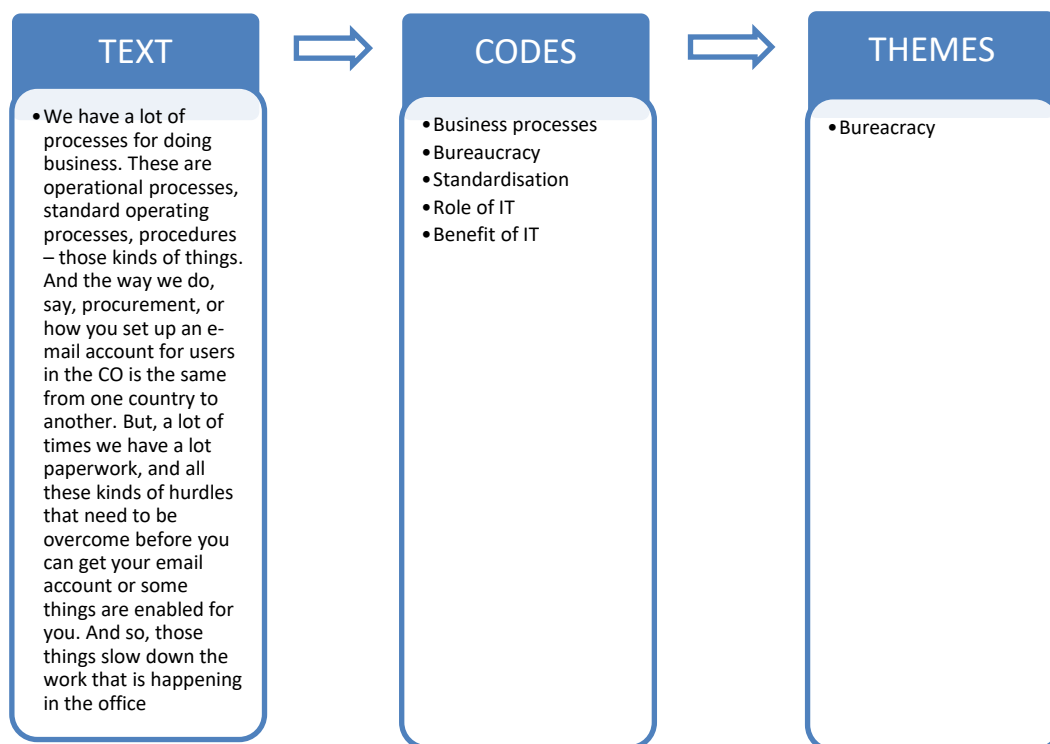 TEXT
•We have a lot of
processes for doing
business. These are
operational processes,
standard operating
processes, procedures
– those kinds of things.
And the way we do,
say, procurement, or
how you set up an e-
mail account for users
in the CO is the same
from one country to
another. But, a lot of
times we have a lot
paperwork, and all
these kinds of hurdles
that need to be
overcome before you
can get your email
account or some
things are enabled for
you. And so, those
things slow down the
work that is happening
in the office
CODES
•Business processes
•Bureaucracy
•Standardisation
•Role of IT
•Benefit of IT
THEMES
•Bureacracy